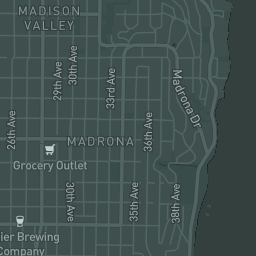 MADISON
VALLEY
29th Ave
30th Ave
33rd Ave
Madrona Dr
26th Ave
36th Ave
MADRONA
Grocery Outlet
30th Ave
35th Ave
38th Ave
ier Brewing
Company